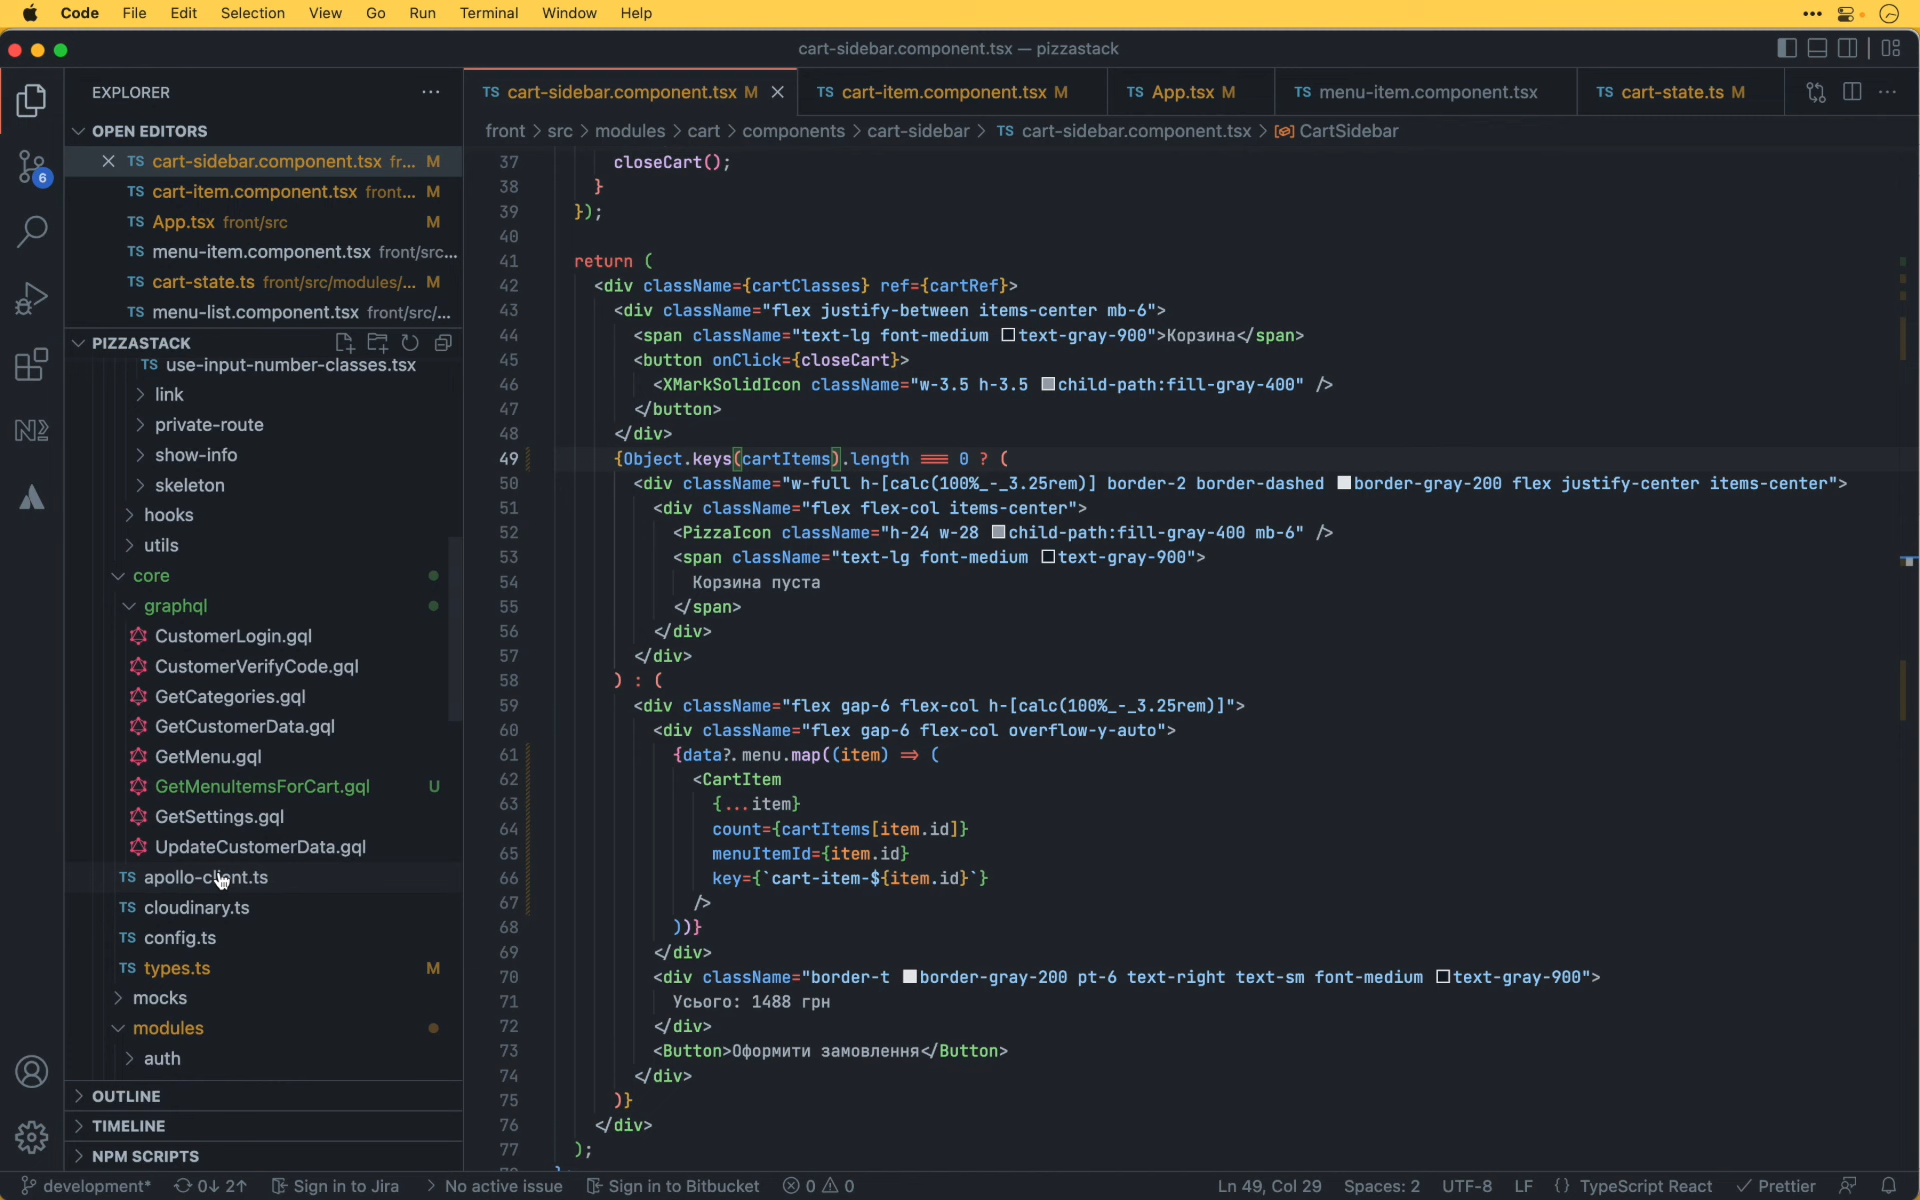 Code File Edit Selection View Go Run Terminal Window Help
cart-sidebar.component.tsx — pizzastack
EXPLORER
TS cart-sidebar.component.tsx M
TS cart-item.component.tsx M
TS App.tsx M
TS menu-item.component.tsx
TS cart-state.ts M
front > src > modules > cart > components > cart-sidebar > TS cart-sidebar.component.tsx > CartSidebar
OPEN EDITORS
TS cart-sidebar.component.tsx fr... M
TS cart-item.component.tsx front... M
TS App.tsx front/src M
TS menu-item.component.tsx front/src...
TS cart-state.ts front/src/modules/... M
TS menu-list.component.tsx front/src/...
6
PIZZASTACK
TS use-input-number-classes.tsx
link
private-route
show-info
skeleton
hooks
utils
core
graphql
CustomerLogin.gql
CustomerVerifyCode.gql
GetCategories.gql
GetCustomerData.gql
GetMenu.gql
GetMenuItemsForCart.gql U
GetSettings.gql
UpdateCustomerData.gql
TS apollo-client.ts
TS cloudinary.ts
TS config.ts
TS types.ts M
mocks
modules
auth
OUTLINE
TIMELINE
NPM SCRIPTS
37 closeCart();
38 }
39 });
40
41 return (
42 <div className={cartClasses} ref={cartRef}>
43 <div className="flex justify-between items-center mb-6">
44 <span className="text-lg font-medium text-gray-900">Корзина</span>
45 <button onClick={closeCart}>
46 <XMarkSolidIcon className="w-3.5 h-3.5 child-path:fill-gray-400" />
47 </button>
48 </div>
49 {Object.keys(cartItems).length === 0 ? (
50 <div className="w-full h-[calc(100%_-_3.25rem)] border-2 border-dashed border-gray-200 flex justify-center items-center">
51 <div className="flex flex-col items-center">
52 <PizzaIcon className="h-24 w-28 child-path:fill-gray-400 mb-6" />
53 <span className="text-lg font-medium text-gray-900">
54 Корзина пуста
55 </span>
56 </div>
57 </div>
58 ) : (
59 <div className="flex gap-6 flex-col h-[calc(100%_-_3.25rem)]">
60 <div className="flex gap-6 flex-col overflow-y-auto">
61 {data?.menu.map((item) => (
62 <CartItem
63 {...item}
64 count={cartItems[item.id]}
65 menuItemId={item.id}
66 key={`cart-item-${item.id}`}
67 />
68 ))}
69 </div>
70 <div className="border-t border-gray-200 pt-6 text-right text-sm font-medium text-gray-900">
71 Усього: 1488 грн
72 </div>
73 <Button>Оформити замовлення</Button>
74 </div>
75 )}
76 </div>
77 );
development* 0↓ 2↑ Sign in to Jira No active issue Sign in to Bitbucket 0 0 Ln 49, Col 29 Spaces: 2 UTF-8 LF {} TypeScript React Prettier